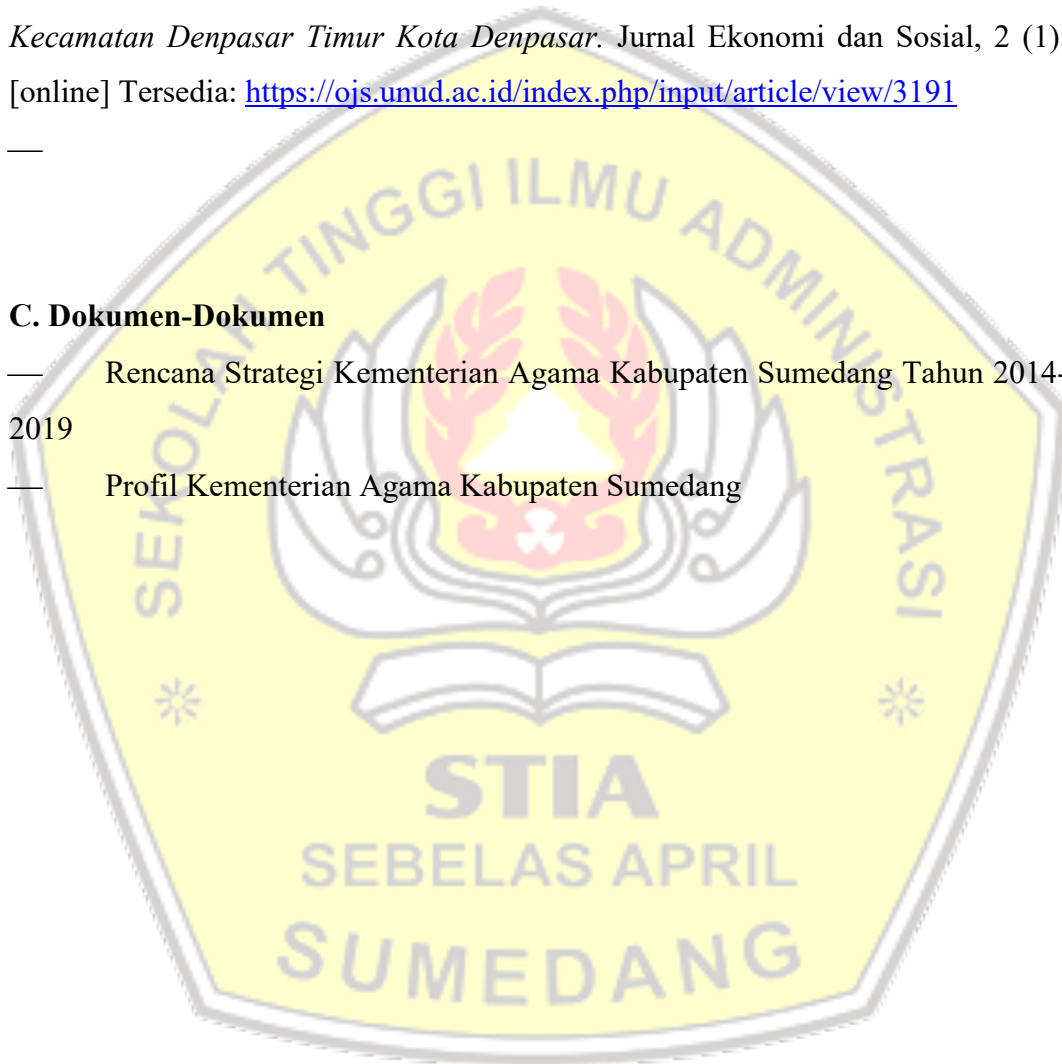 Kecamatan Denpasar Timur Kota Denpasar. Jurnal Ekonomi dan Sosial, 2 (1)
[online] Tersedia: https://ojs.unud.ac.id/index.php/input/article/view/3191
—
SEKOLAH TINGGI ILMU ADMINISTRASI
C. Dokumen-Dokumen
— Rencana Strategi Kementerian Agama Kabupaten Sumedang Tahun 2014-
2019
— Profil Kementerian Agama Kabupaten Sumedang
STIA
SEBELAS APRIL
SUMEDANG